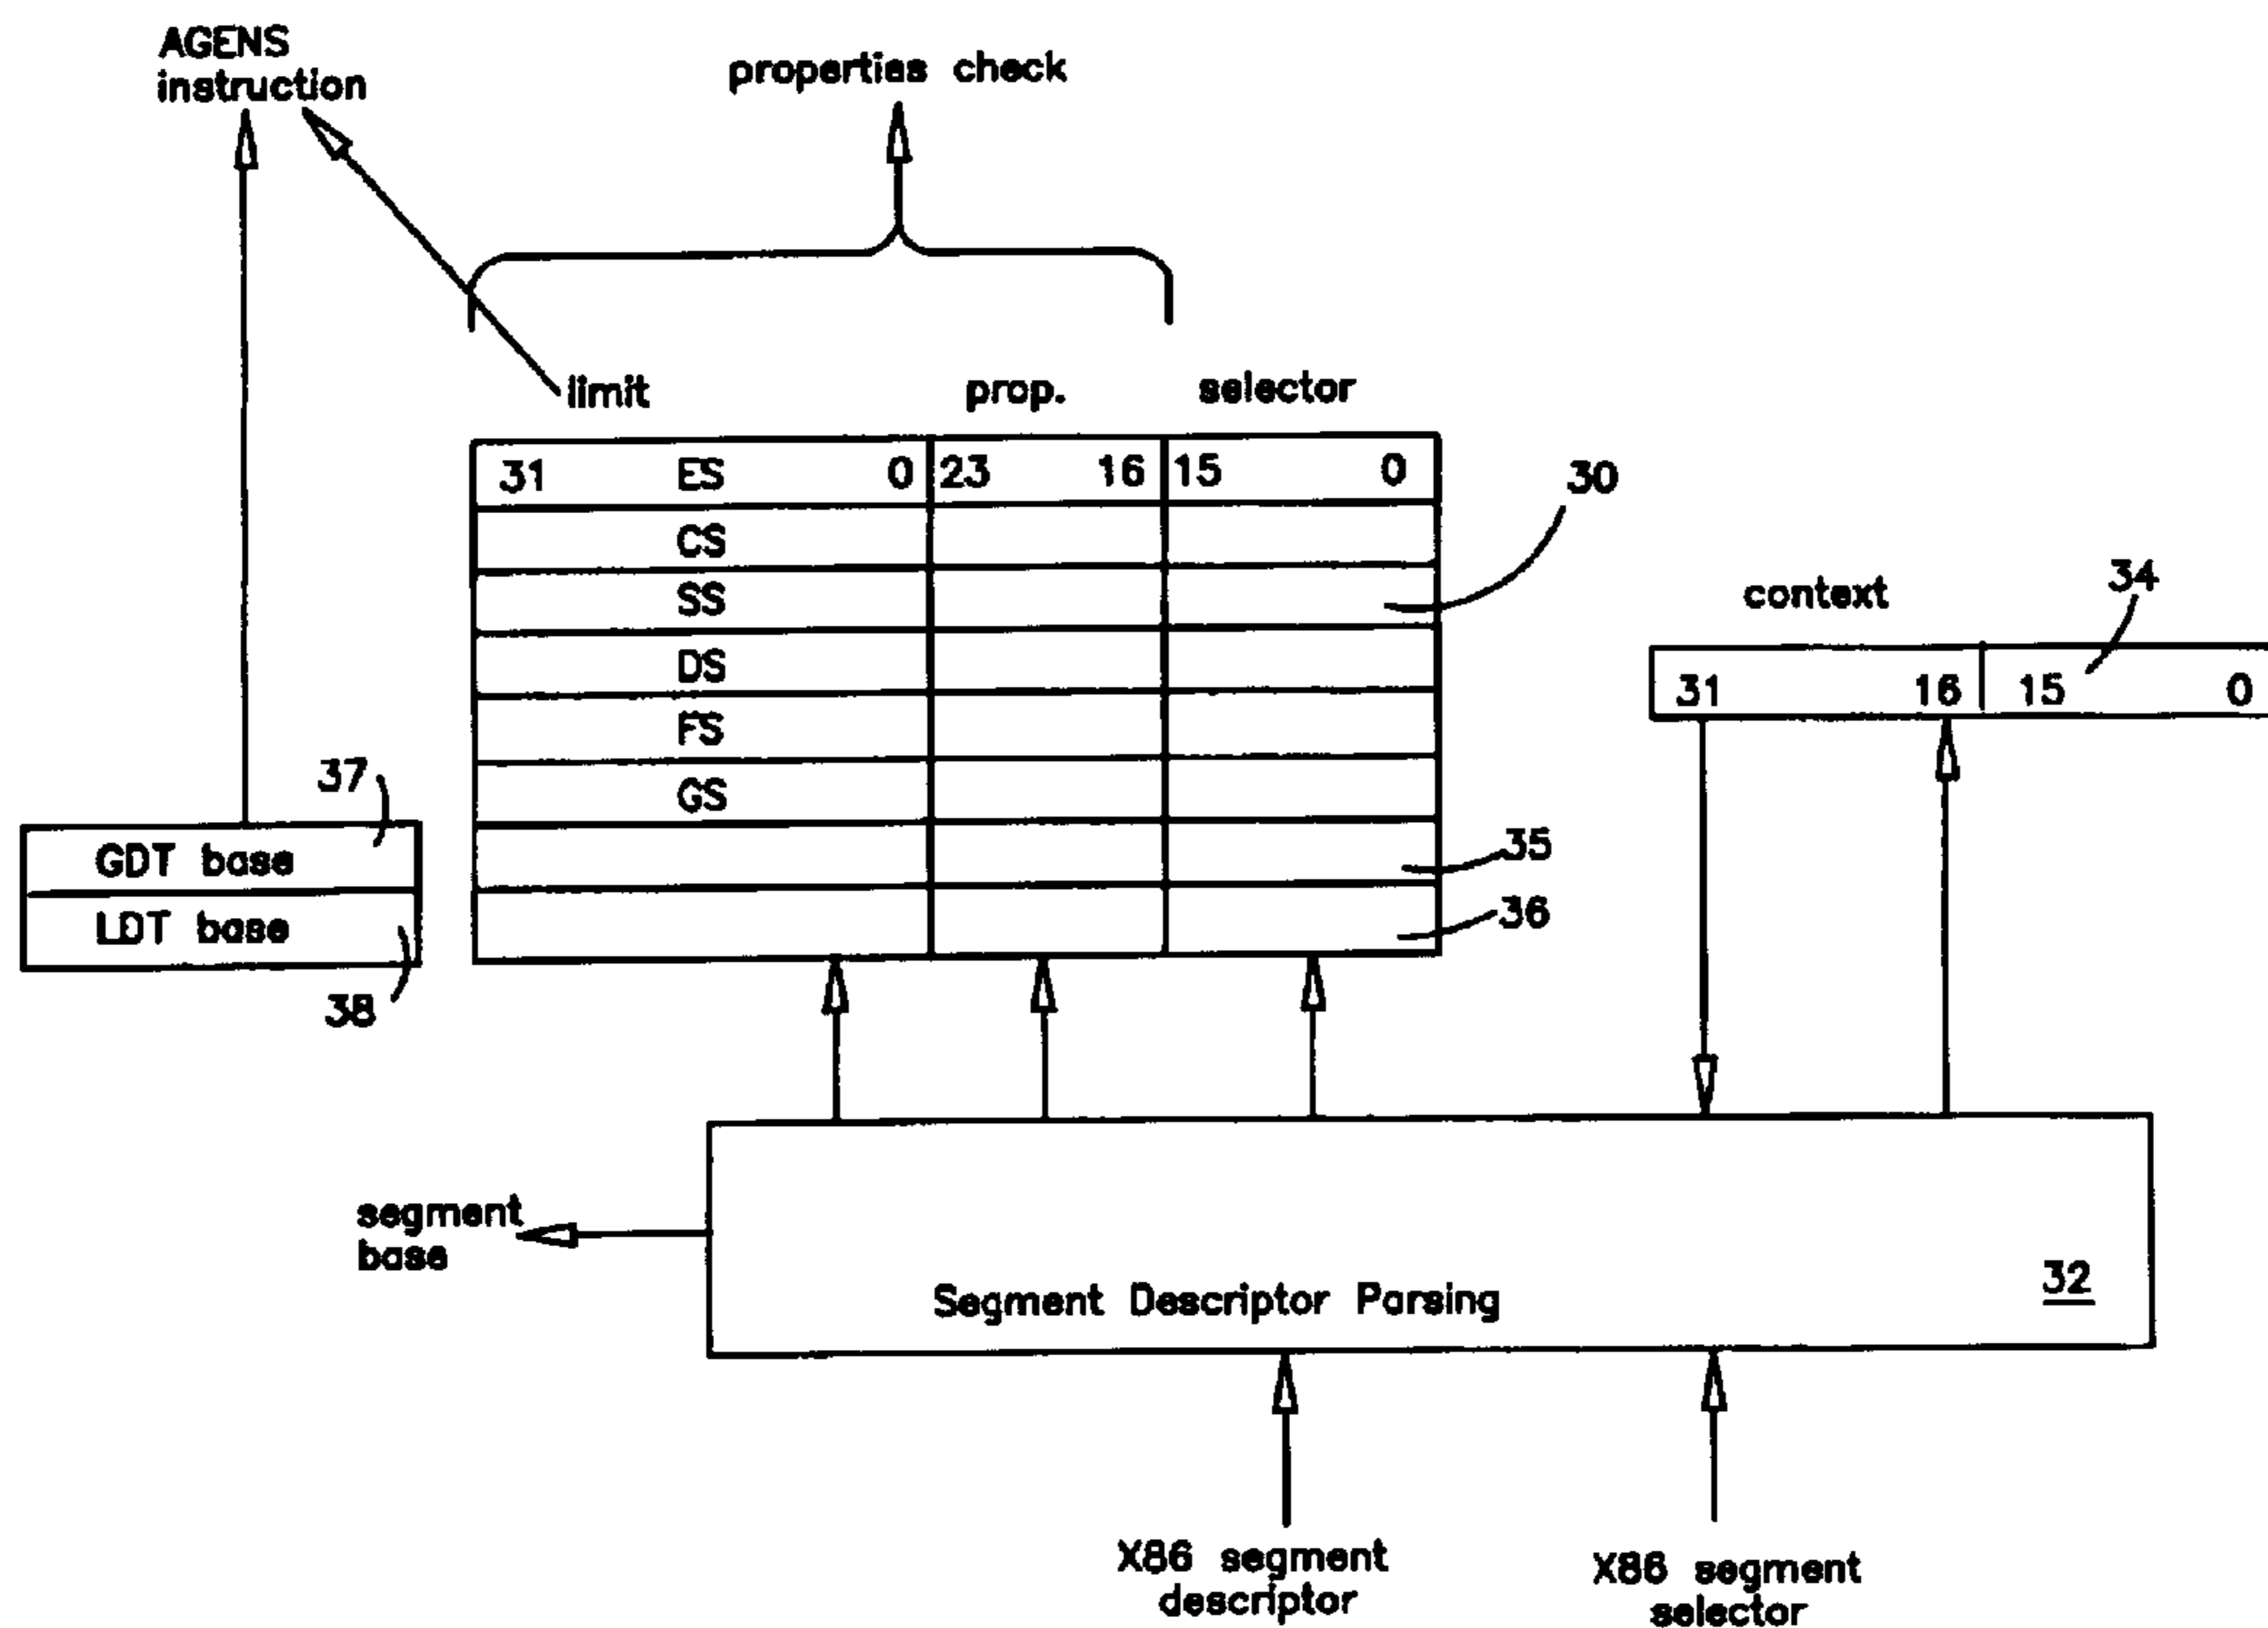 AGENS
instruction
properties check
limit
prop.
selector
31 ES 0 23 16 15 0
30
CS
SS
DS
FS
GS
35
36
context
34
31 16 15 0
37
GDT base
LDT base
38
segment
base
Segment Descriptor Parsing
32
X86 segment
descriptor
X86 segment
selector